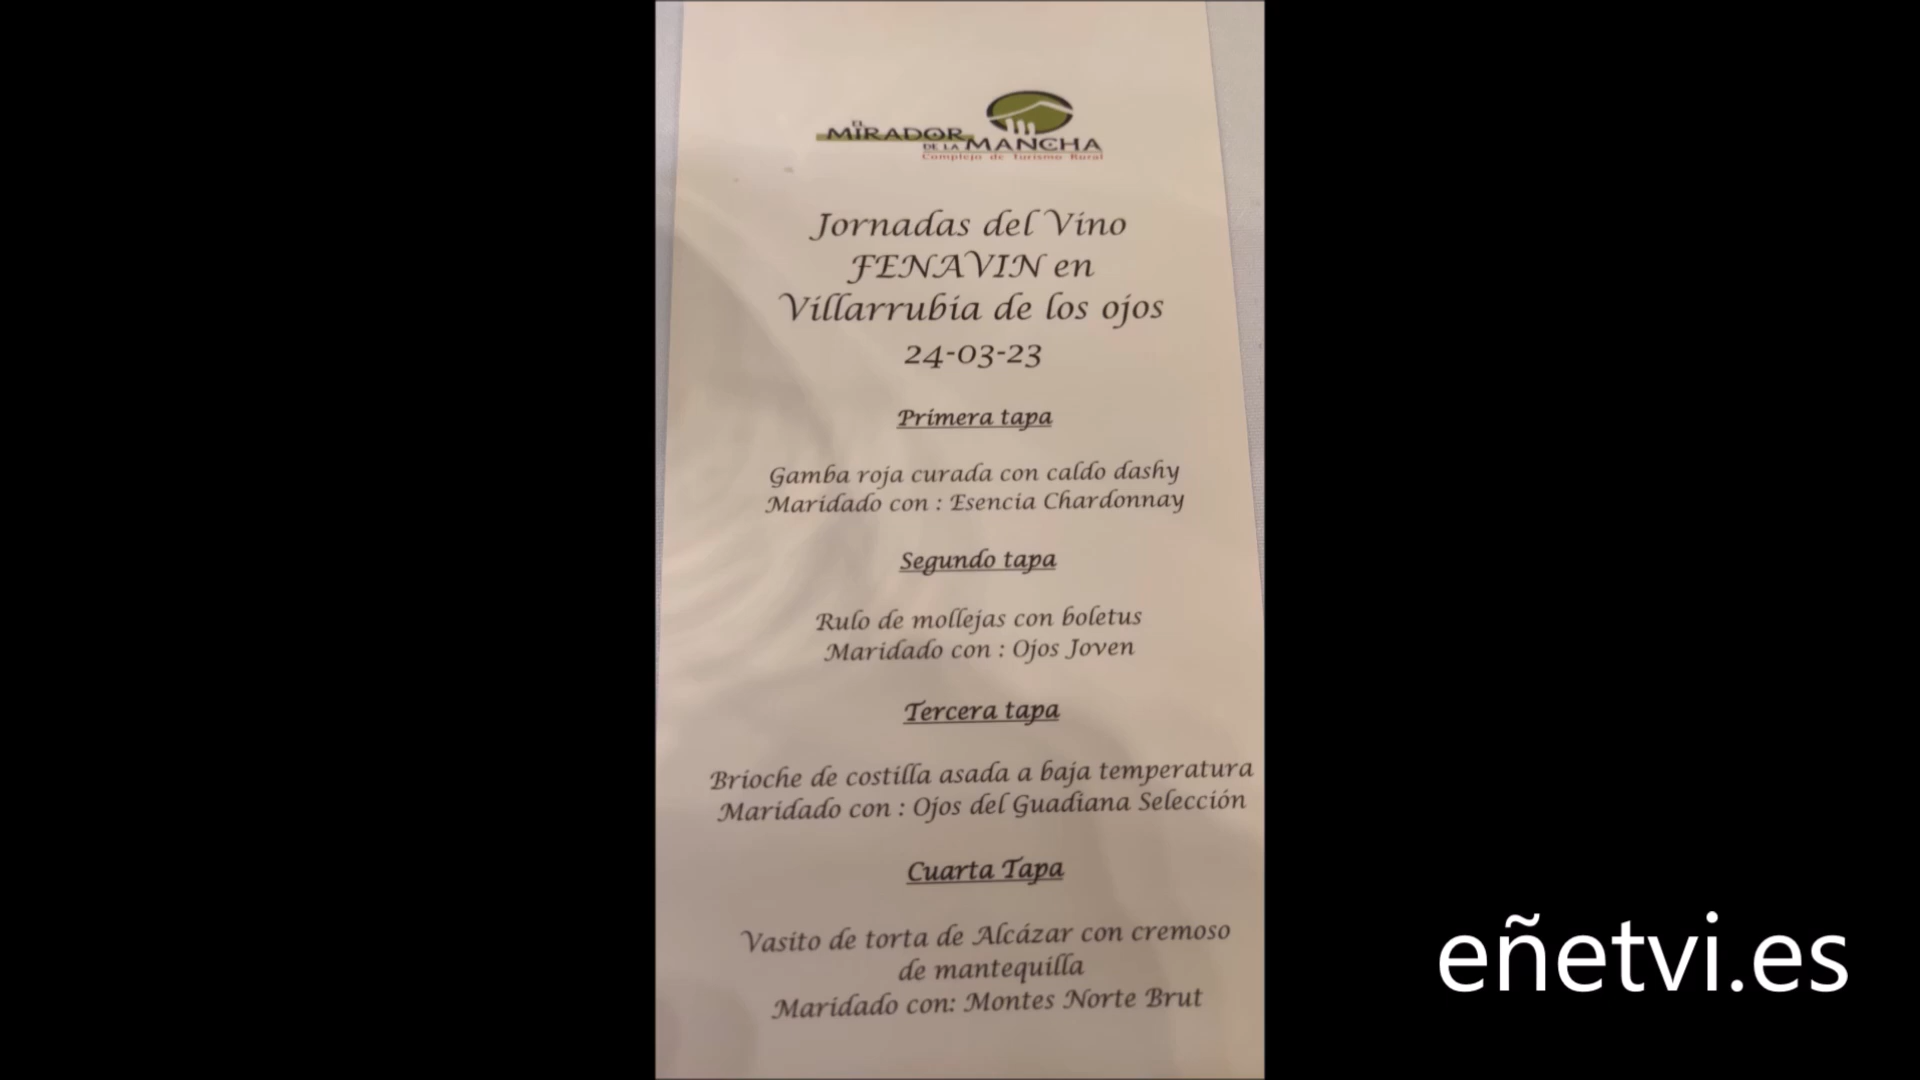 EL
MIRADOR
DE LA MANCHA
Complejo de Turismo Rural
Jornadas del Vino
FENAVIN en
Villarrubia de los ojos
24-03-23
Primera tapa
Gamba roja curada con caldo dashy
Maridado con : Esencia Chardonnay
Segundo tapa
Rulo de mollejas con boletus
Maridado con : Ojos Joven
Tercera tapa
Brioche de costilla asada a baja temperatura
Maridado con : Ojos del Guadiana Selección
Cuarta Tapa
Vasito de torta de Alcázar con cremoso
de mantequilla
Maridado con: Montes Norte Brut
eñetvi.es